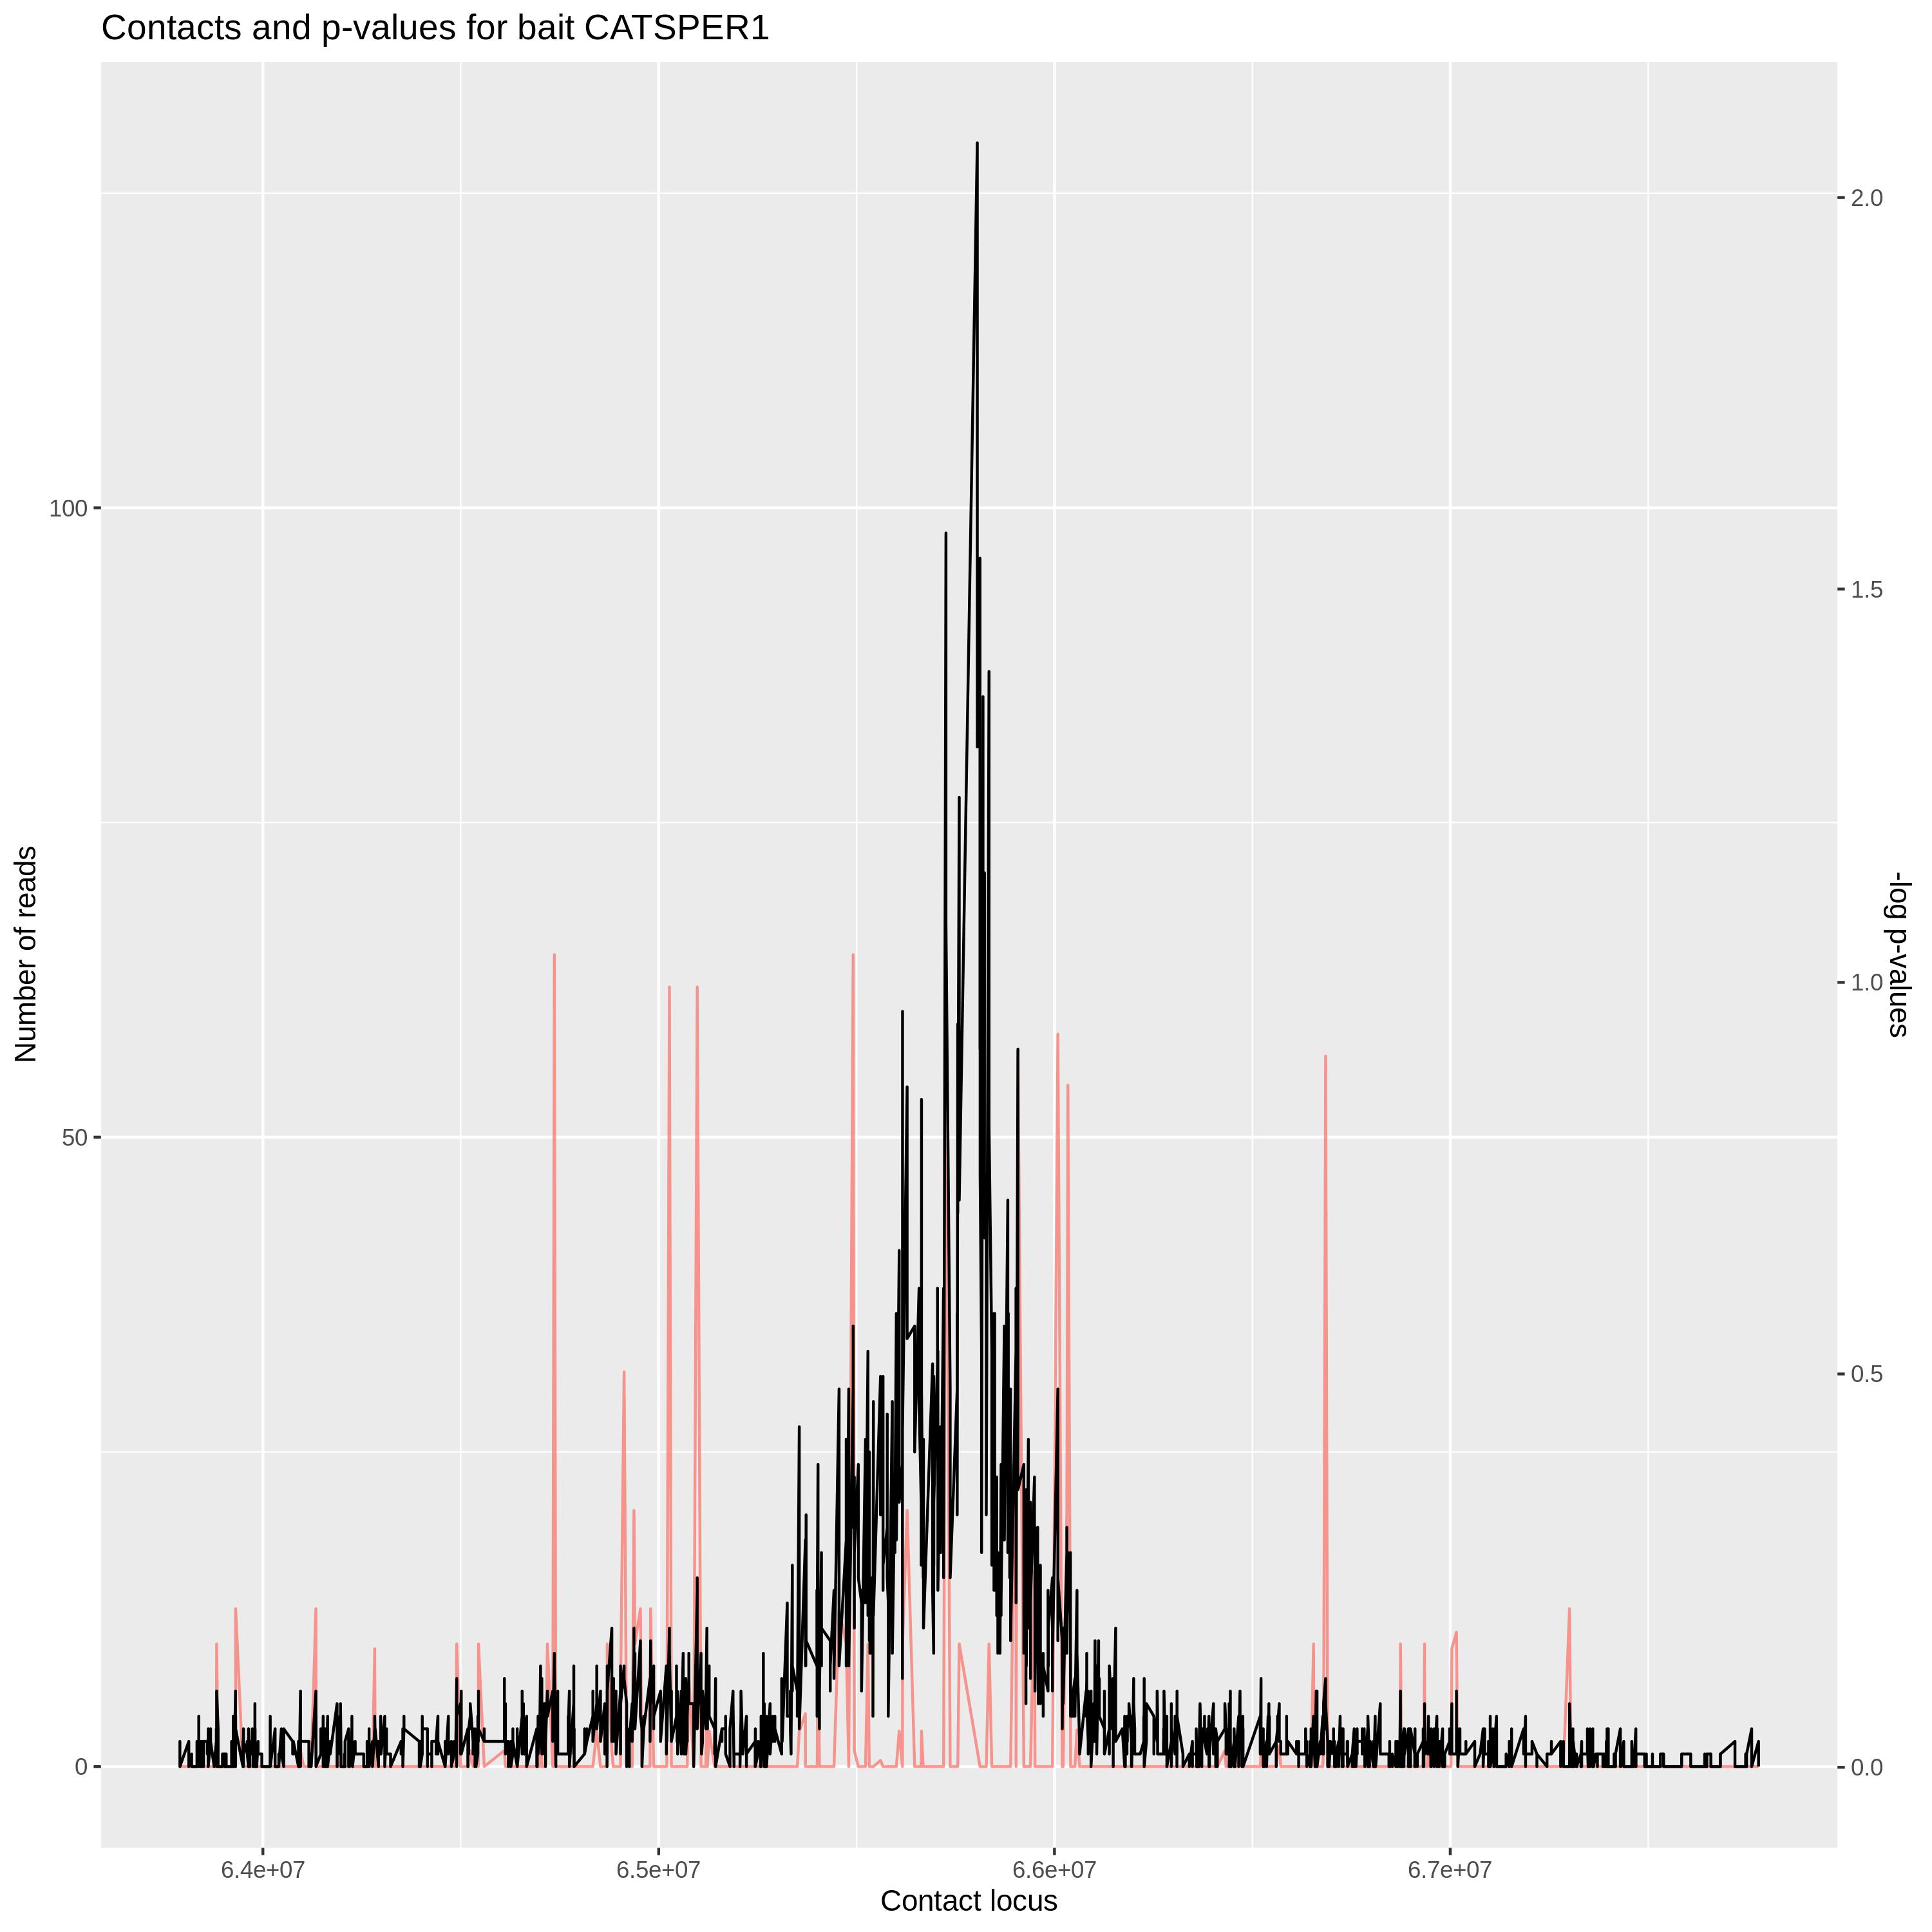 Contacts and p-values for bait CATSPER1
100
50
0
Number of reads
2.0
1.5
1.0
0.5
0.0
-log p-values
6.4e+07
6.5e+07
6.6e+07
6.7e+07
Contact locus